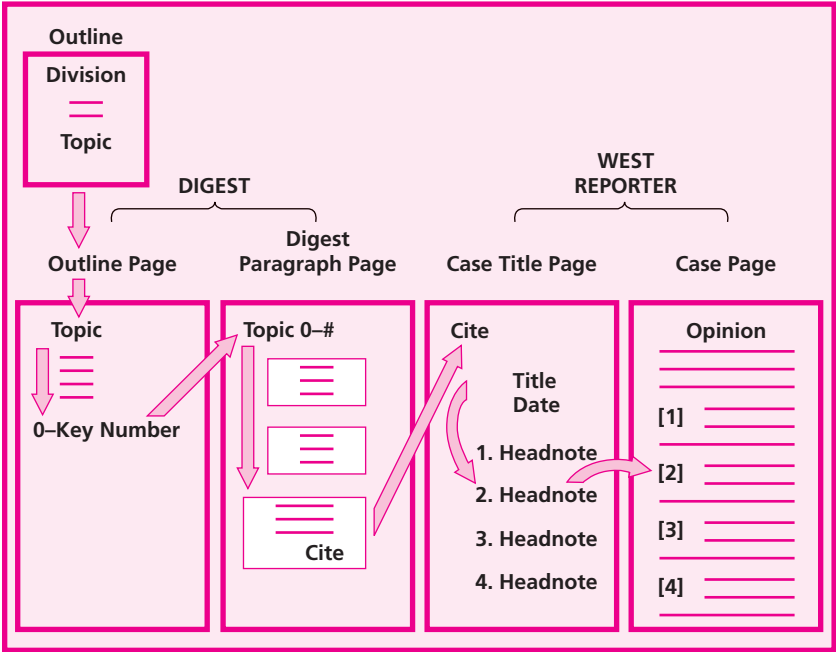 Outline
Division
Topic
DIGEST
WEST
REPORTER
Outline Page
Digest
Paragraph Page
Case Title Page
Case Page
Topic
0–Key Number
Topic 0–#
Cite
Cite
Title
Date
1. Headnote
2. Headnote
3. Headnote
4. Headnote
Opinion
[1]
[2]
[3]
[4]